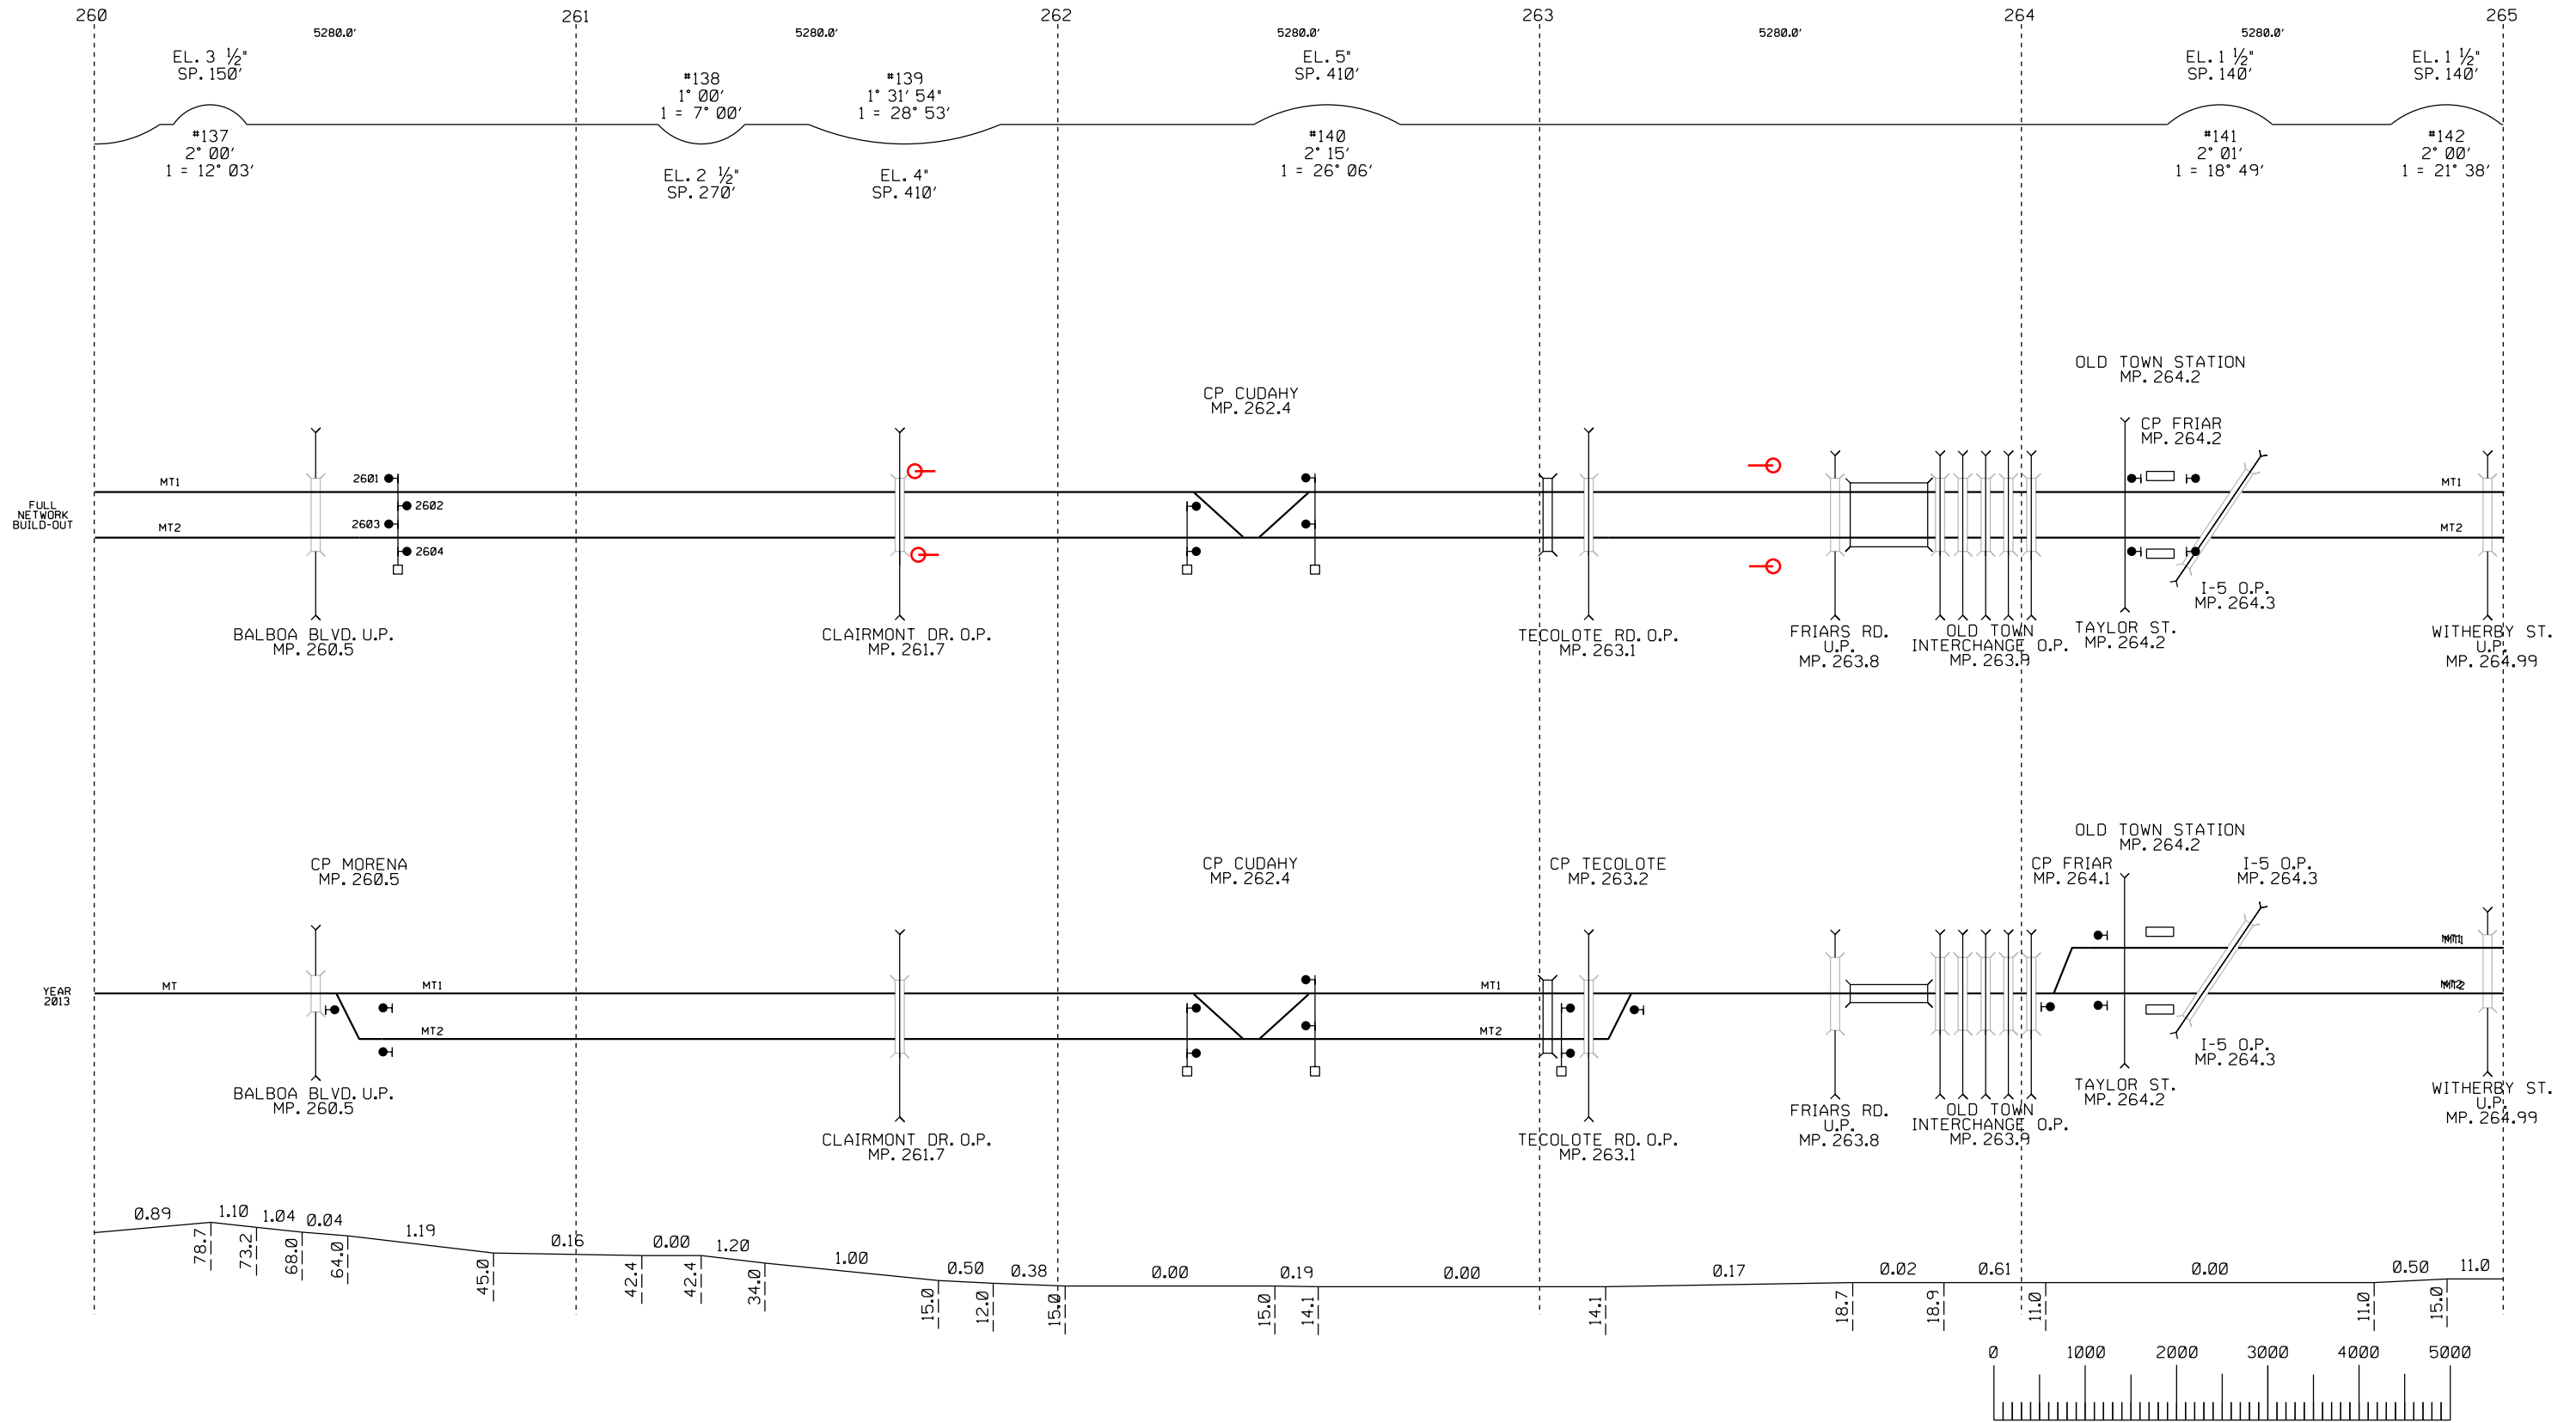 260
261
262
263
264
265
5280.0'
5280.0'
5280.0'
5280.0'
5280.0'
EL. 3 ½"
SP. 150'
#137
2° 00'
1 = 12° 03'
#138
1° 00'
1 = 7° 00'
EL. 2 ½"
SP. 270'
#139
1° 31' 54"
1 = 28° 53'
EL. 4"
SP. 410'
EL. 5"
SP. 410'
#140
2° 15'
1 = 26° 06'
EL. 1 ½"
SP. 140'
#141
2° 01'
1 = 18° 49'
EL. 1 ½"
SP. 140'
#142
2° 00'
1 = 21° 38'
OLD TOWN STATION
MP. 264.2
CP CUDAHY
MP. 262.4
CP FRIAR
MP. 264.2
FULL
NETWORK
BUILD-OUT
MT1
MT2
2601
2602
2603
2604
MT1
MT2
BALBOA BLVD. U.P.
MP. 260.5
CLAIRMONT DR. O.P.
MP. 261.7
TECOLOTE RD. O.P.
MP. 263.1
FRIARS RD.
U.P.
MP. 263.8
OLD TOWN
INTERCHANGE O.P.
MP. 263.9
TAYLOR ST.
MP. 264.2
I-5 O.P.
MP. 264.3
WITHERBY ST.
U.P.
MP. 264.99
OLD TOWN STATION
MP. 264.2
CP MORENA
MP. 260.5
CP CUDAHY
MP. 262.4
CP TECOLOTE
MP. 263.2
CP FRIAR
MP. 264.1
I-5 O.P.
MP. 264.3
YEAR
2013
MT
MT1
MT2
MT1
MT2
MT1
MT2
BALBOA BLVD. U.P.
MP. 260.5
CLAIRMONT DR. O.P.
MP. 261.7
TECOLOTE RD. O.P.
MP. 263.1
FRIARS RD.
U.P.
MP. 263.8
OLD TOWN
INTERCHANGE O.P.
MP. 263.9
TAYLOR ST.
MP. 264.2
I-5 O.P.
MP. 264.3
WITHERBY ST.
U.P.
MP. 264.99
0.89
1.10
1.04
0.04
1.19
0.16
0.00
1.20
1.00
0.50
0.38
0.00
0.19
0.00
0.17
0.02
0.61
0.00
0.50
11.0
78.7
73.2
68.0
64.0
45.0
42.4
42.4
34.0
15.0
12.0
15.0
15.0
14.1
14.1
18.7
18.9
11.0
11.0
15.0
0
1000
2000
3000
4000
5000